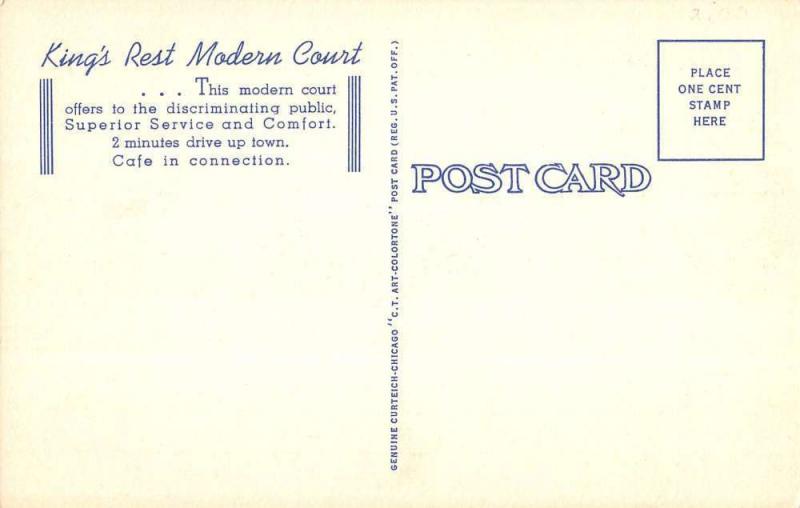 King's Rest Modern Court
. . . This modern court
offers to the discriminating public,
Superior Service and Comfort.
2 minutes drive up town.
Cafe in connection.
GENUINE CURTEICH-CHICAGO "C.T. ART-COLORTONE" POST CARD (REG. U.S. PAT. OFF.)
POST CARD
PLACE
ONE CENT
STAMP
HERE